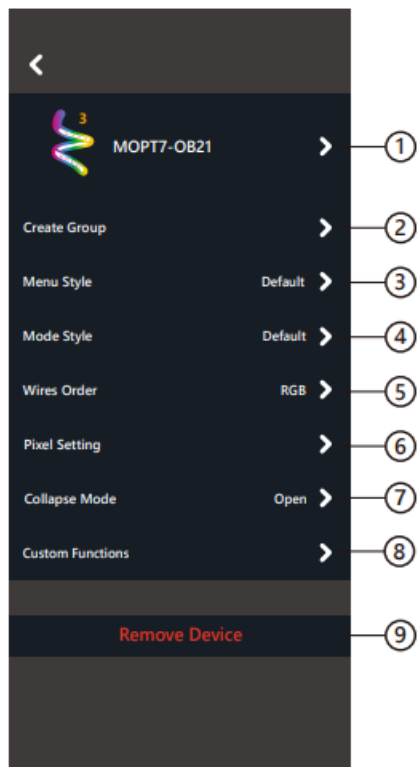 3
MOPT7-OB21 ①
Create Group ②
Menu Style Default ③
Mode Style Default ④
Wires Order RGB ⑤
Pixel Setting ⑥
Collapse Mode Open ⑦
Custom Functions ⑧
Remove Device ⑨